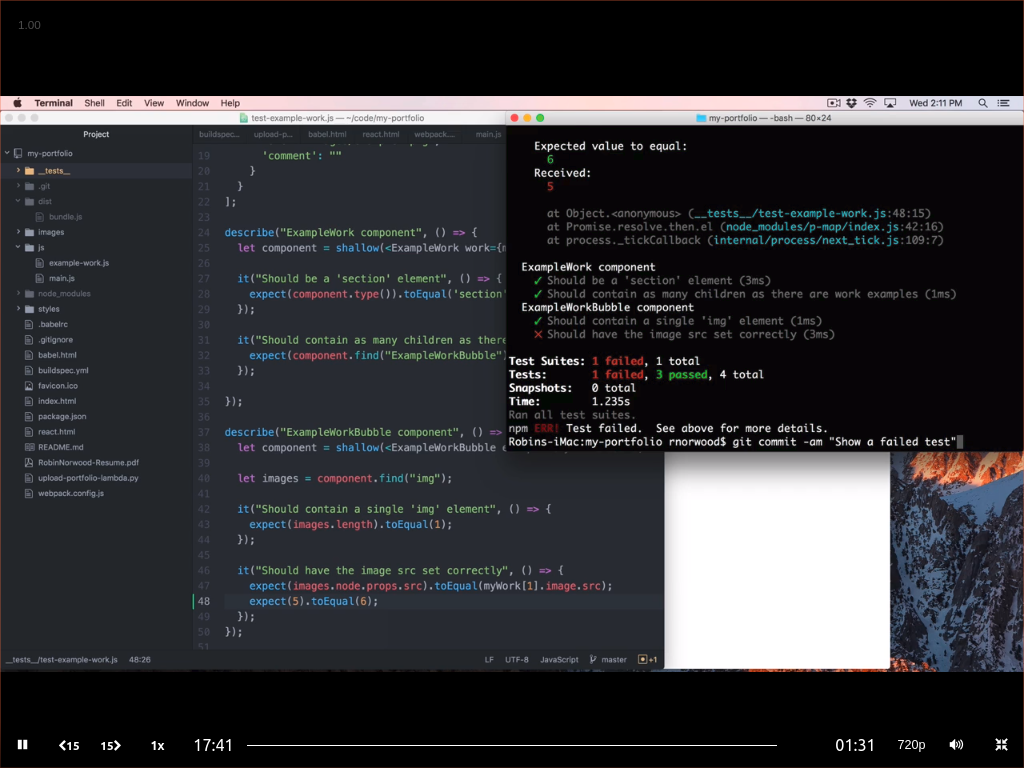 1.00
Terminal Shell Edit View Window Help Wed 2:11 PM
test-example-work.js — ~/code/my-portfolio
my-portfolio — -bash — 80×24
Project
buildspec... upload-p... babel.html react.html webpack.... main.js
my-portfolio
__tests__
.git
dist
bundle.js
images
js
example-work.js
main.js
node_modules
styles
.babelrc
.gitignore
babel.html
buildspec.yml
favicon.ico
index.html
package.json
react.html
README.md
RobinNorwood-Resume.pdf
upload-portfolio-lambda.py
webpack.config.js
19 'comment': ""
20 }
21 }
22 ];
23
24 describe("ExampleWork component", () => {
25 let component = shallow(<ExampleWork work={m
26
27 it("Should be a 'section' element", () => {
28 expect(component.type()).toEqual('section'
29 });
30
31 it("Should contain as many children as there
32 expect(component.find("ExampleWorkBubble")
33 });
34
35 });
36
37 describe("ExampleWorkBubble component", () =>
38 let component = shallow(<ExampleWorkBubble e
39
40 let images = component.find("img");
41
42 it("Should contain a single 'img' element", () => {
43 expect(images.length).toEqual(1);
44 });
45
46 it("Should have the image src set correctly", () => {
47 expect(images.node.props.src).toEqual(myWork[1].image.src);
48 expect(5).toEqual(6);
49 });
50 });
51
__tests__/test-example-work.js 48:26 LF UTF-8 JavaScript master +1
Expected value to equal:
6
Received:
5
at Object.<anonymous> (__tests__/test-example-work.js:48:15)
at Promise.resolve.then.el (node_modules/p-map/index.js:42:16)
at process._tickCallback (internal/process/next_tick.js:109:7)
ExampleWork component
✓ Should be a 'section' element (3ms)
✓ Should contain as many children as there are work examples (1ms)
ExampleWorkBubble component
✓ Should contain a single 'img' element (1ms)
✕ Should have the image src set correctly (3ms)
Test Suites: 1 failed, 1 total
Tests: 1 failed, 3 passed, 4 total
Snapshots: 0 total
Time: 1.235s
Ran all test suites.
npm ERR! Test failed. See above for more details.
Robins-iMac:my-portfolio rnorwood$ git commit -am "Show a failed test"
15 15 1x 17:41 01:31 720p